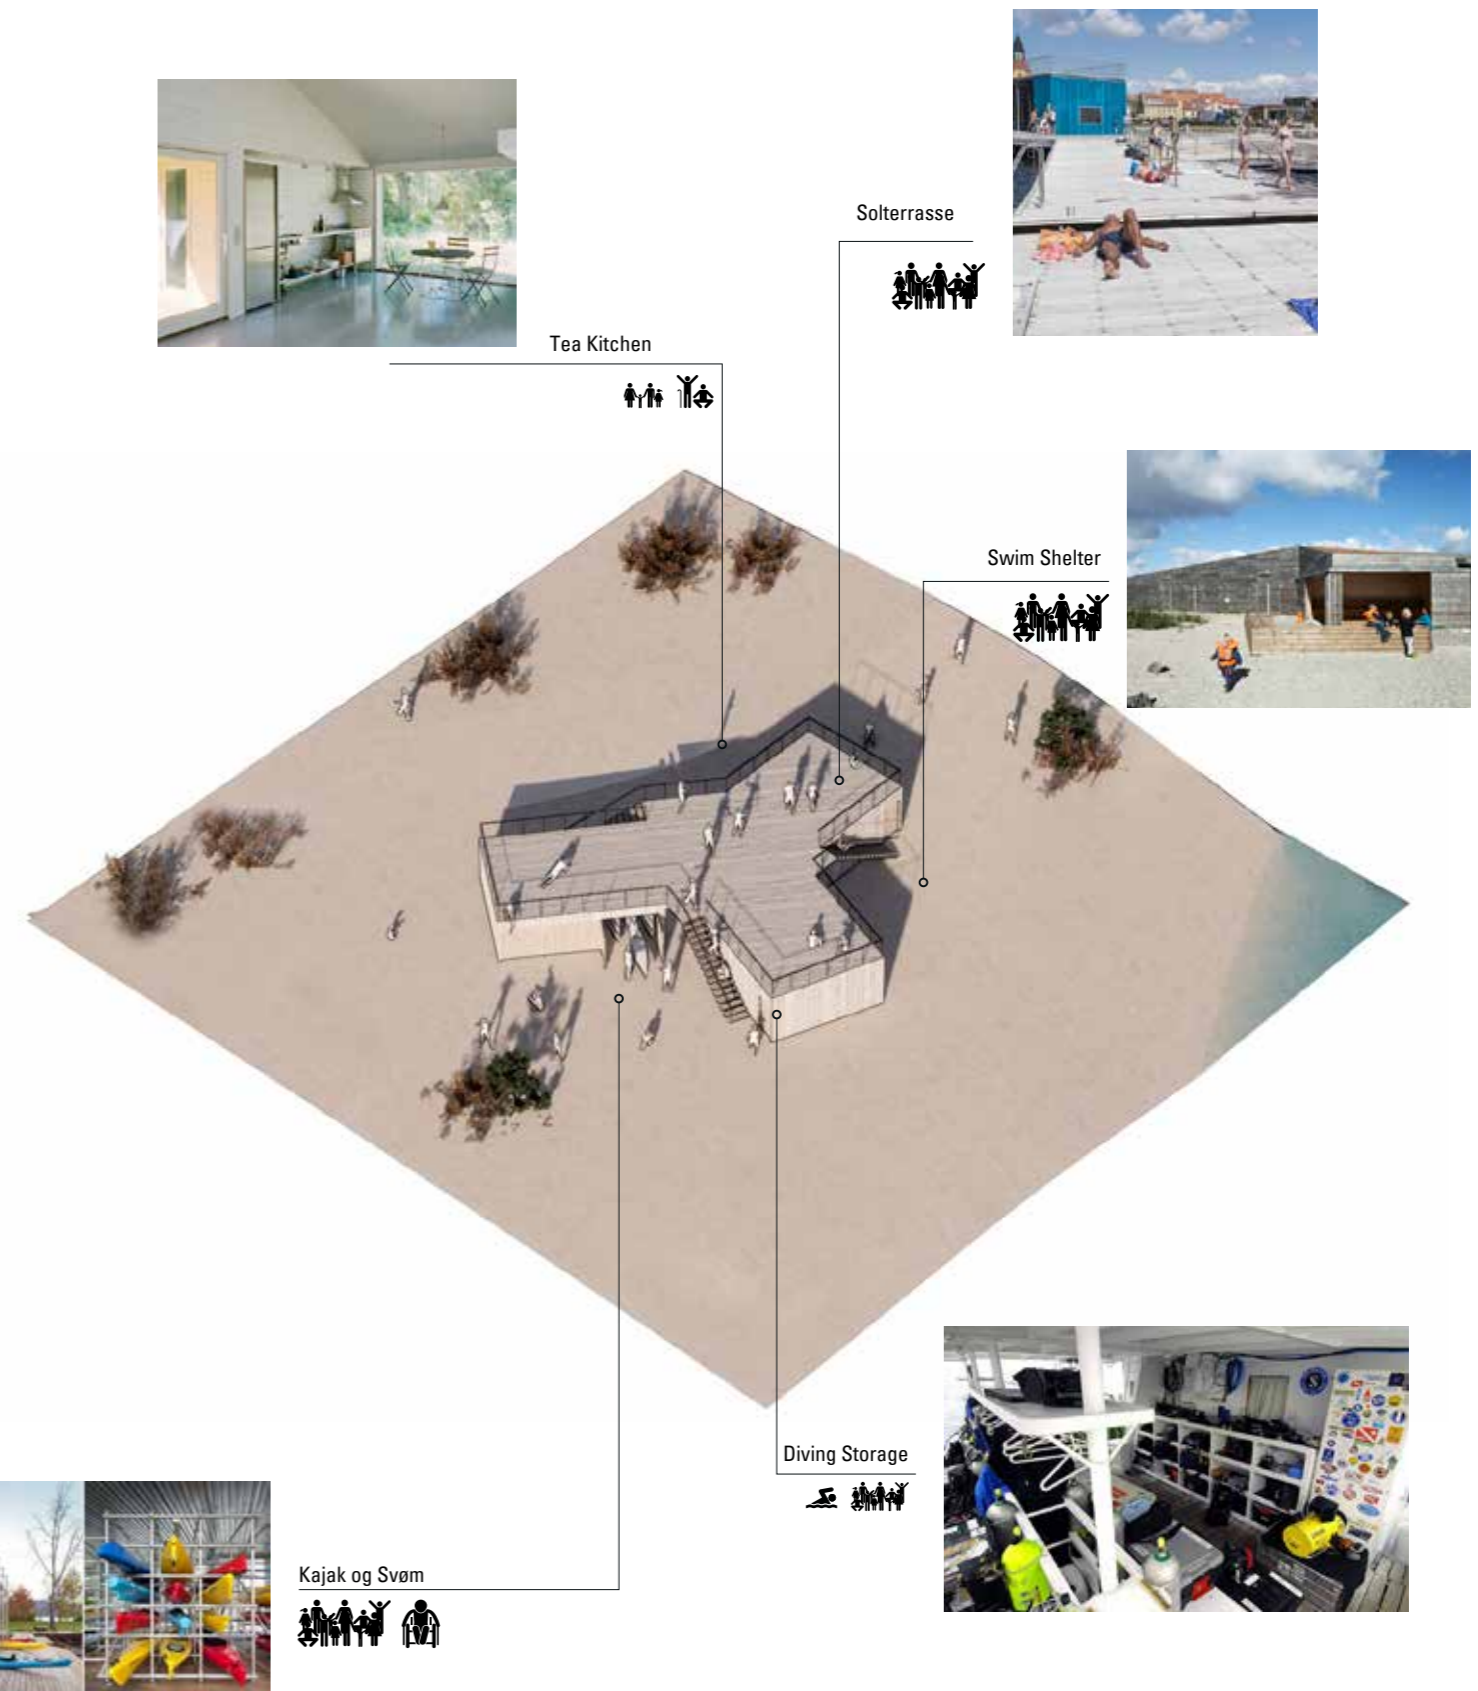 Solterrasse
Tea Kitchen
Swim Shelter
Diving Storage
Kajak og Svøm